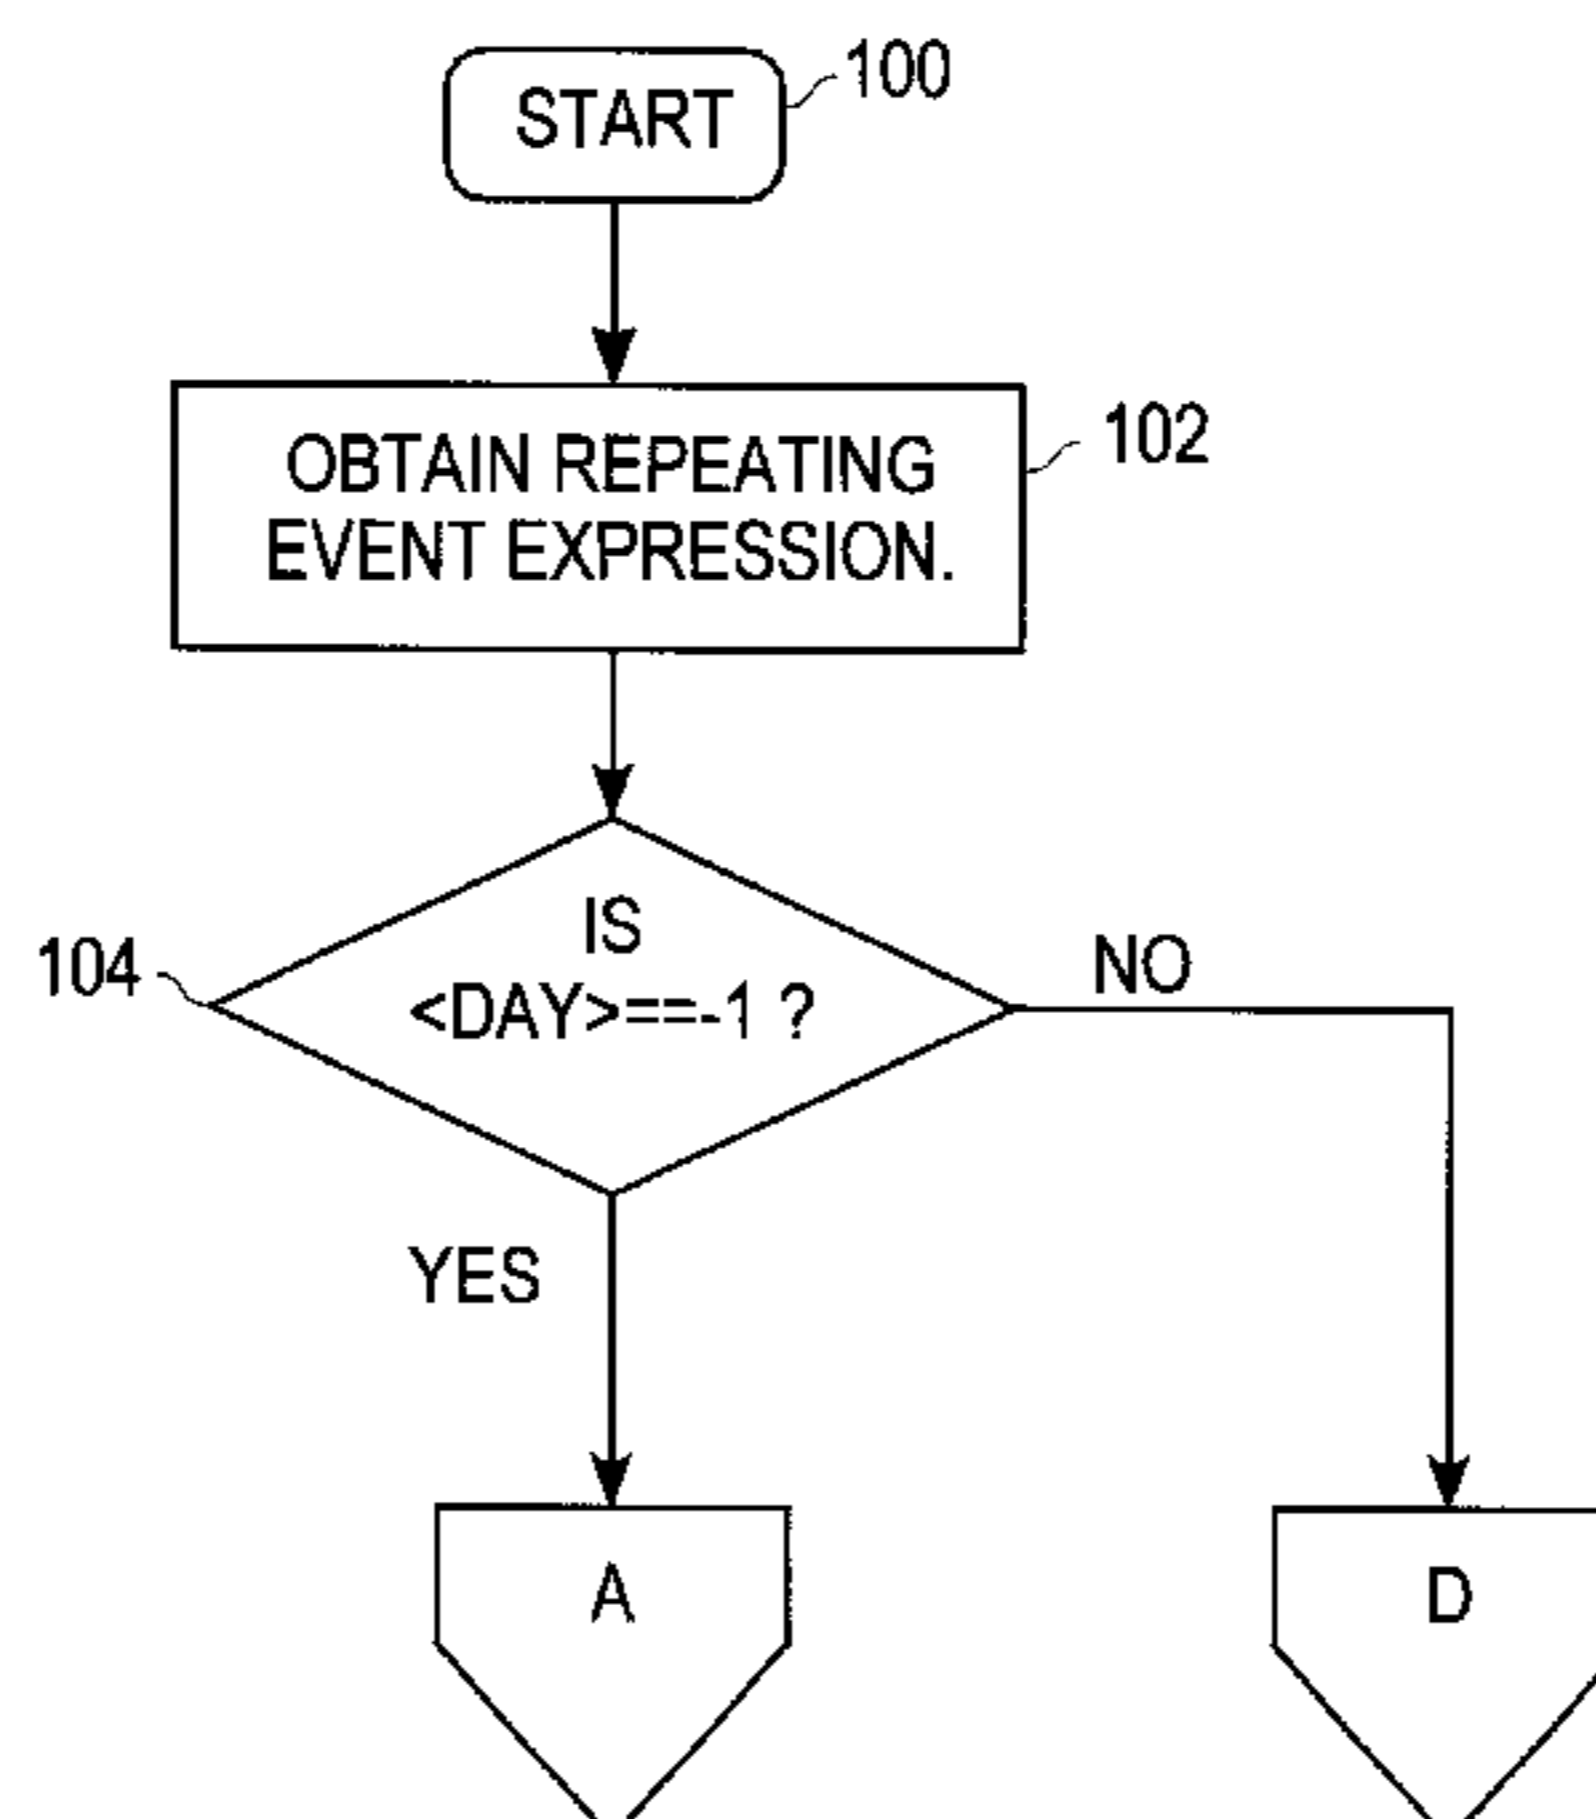 START
100
OBTAIN REPEATING
EVENT EXPRESSION.
102
IS
<DAY>==-1 ?
104
NO
YES
A
D